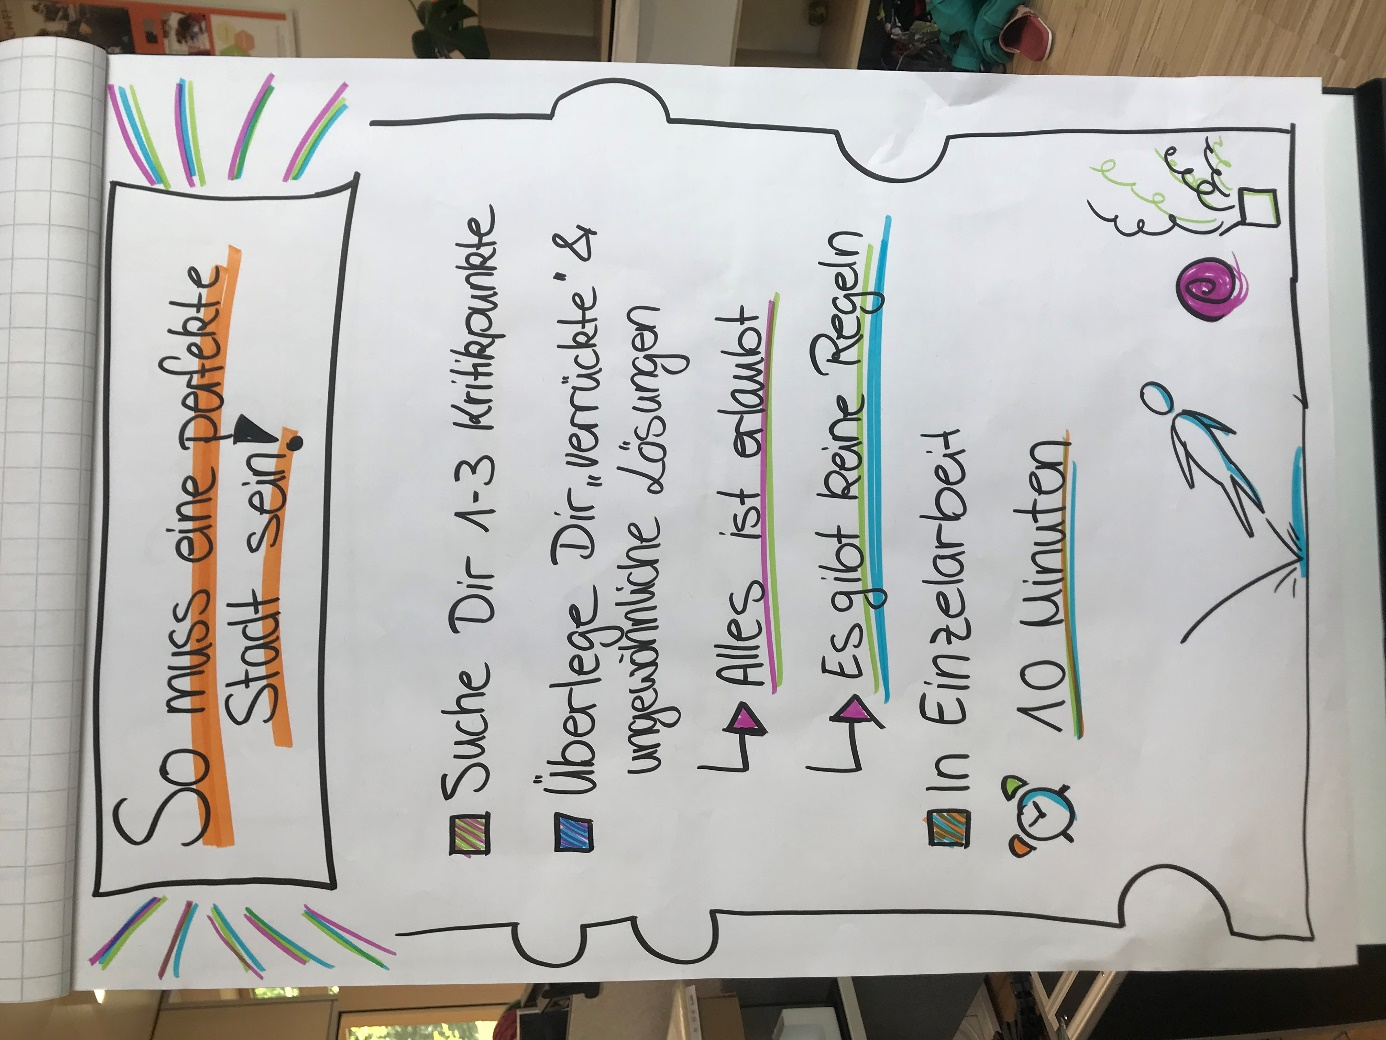 So muss eine perfekte
Stadt sein!
Suche Dir 1-3 Kritikpunkte
Überlege Dir „verrückte" &
ungewöhnliche Lösungen
Alles ist erlaubt
Es gibt keine Regeln
In Einzelarbeit
10 Minuten